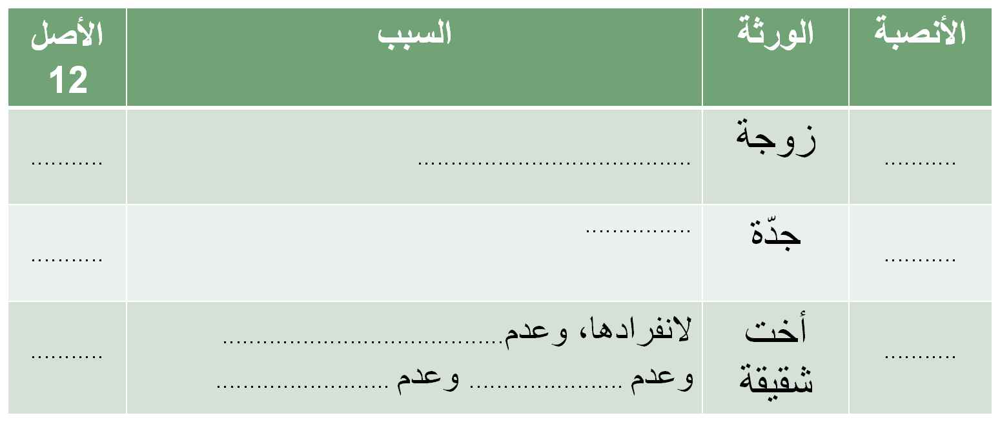 الأنصبة
الورثة
السبب
الأصل
12
...........
زوجة
.........................................
...........
...........
جدّة
................
...........
...........
أخت
شقيقة
لانفرادها، وعدم..........................................
وعدم ....................... وعدم ..........................
...........